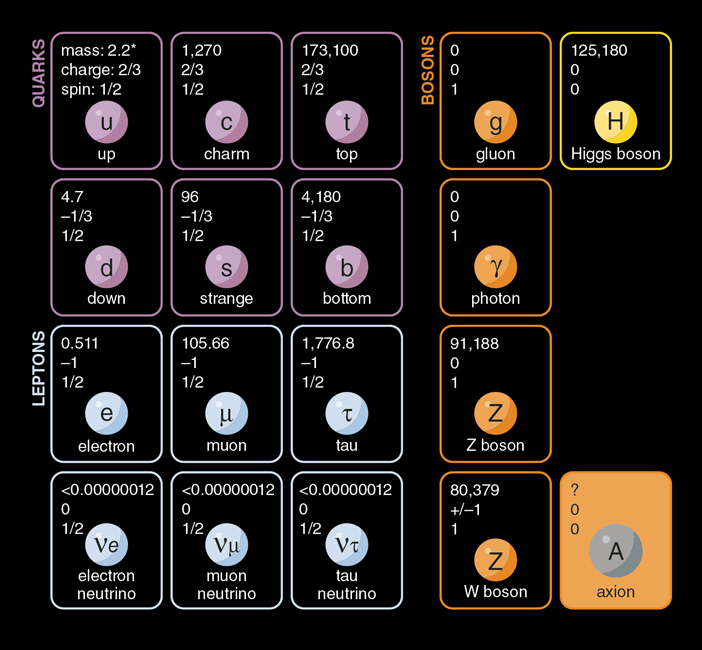 QUARKS
mass: 2.2*
charge: 2/3
spin: 1/2
u
up
1,270
2/3
1/2
c
charm
173,100
2/3
1/2
t
top
BOSONS
0
0
1
g
gluon
125,180
0
0
H
Higgs boson
4.7
–1/3
1/2
d
down
96
–1/3
1/2
s
strange
4,180
–1/3
1/2
b
bottom
0
0
1
γ
photon
LEPTONS
0.511
–1
1/2
e
electron
105.66
–1
1/2
μ
muon
1,776.8
–1
1/2
τ
tau
91,188
0
1
Z
Z boson
<0.00000012
0
1/2
νe
electron
neutrino
<0.00000012
0
1/2
νμ
muon
neutrino
<0.00000012
0
1/2
ντ
tau
neutrino
80,379
+/–1
1
Z
W boson
?
0
0
A
axion